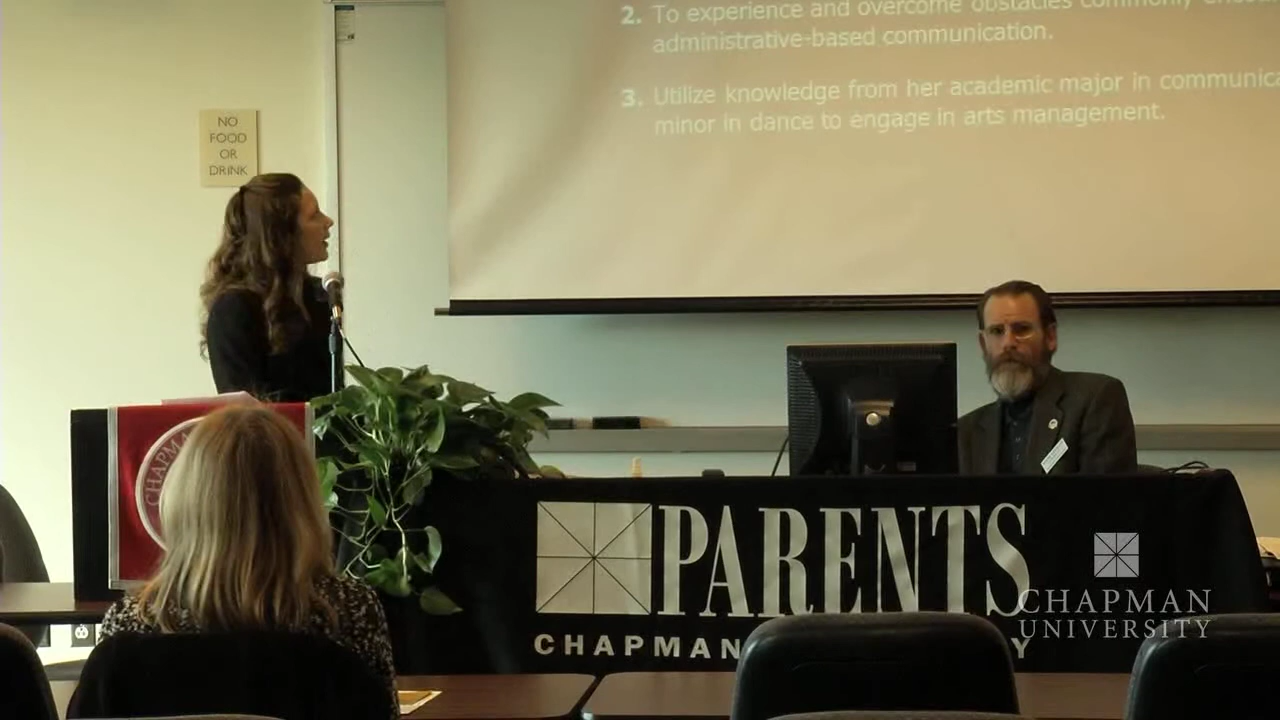 2. To experience and overcome obstacles commonly
administrative-based communication.
3. Utilize knowledge from her academic major in
minor in dance to engage in arts management.
NO
FOOD
OR
DRINK
CHAPMA
PARENTS
CHAPMAN
Y
CHAPMAN
UNIVERSITY